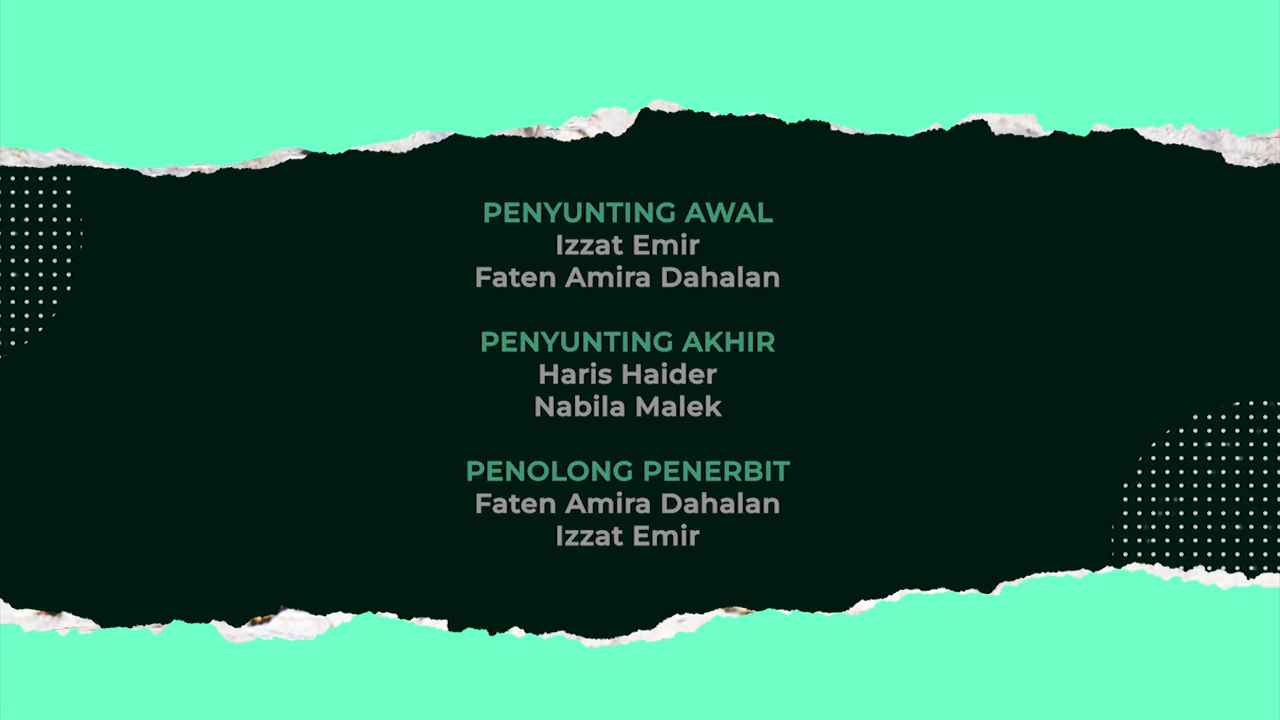 PENYUNTING AWAL
Izzat Emir
Faten Amira Dahalan
PENYUNTING AKHIR
Haris Haider
Nabila Malek
PENOLONG PENERBIT
Faten Amira Dahalan
Izzat Emir